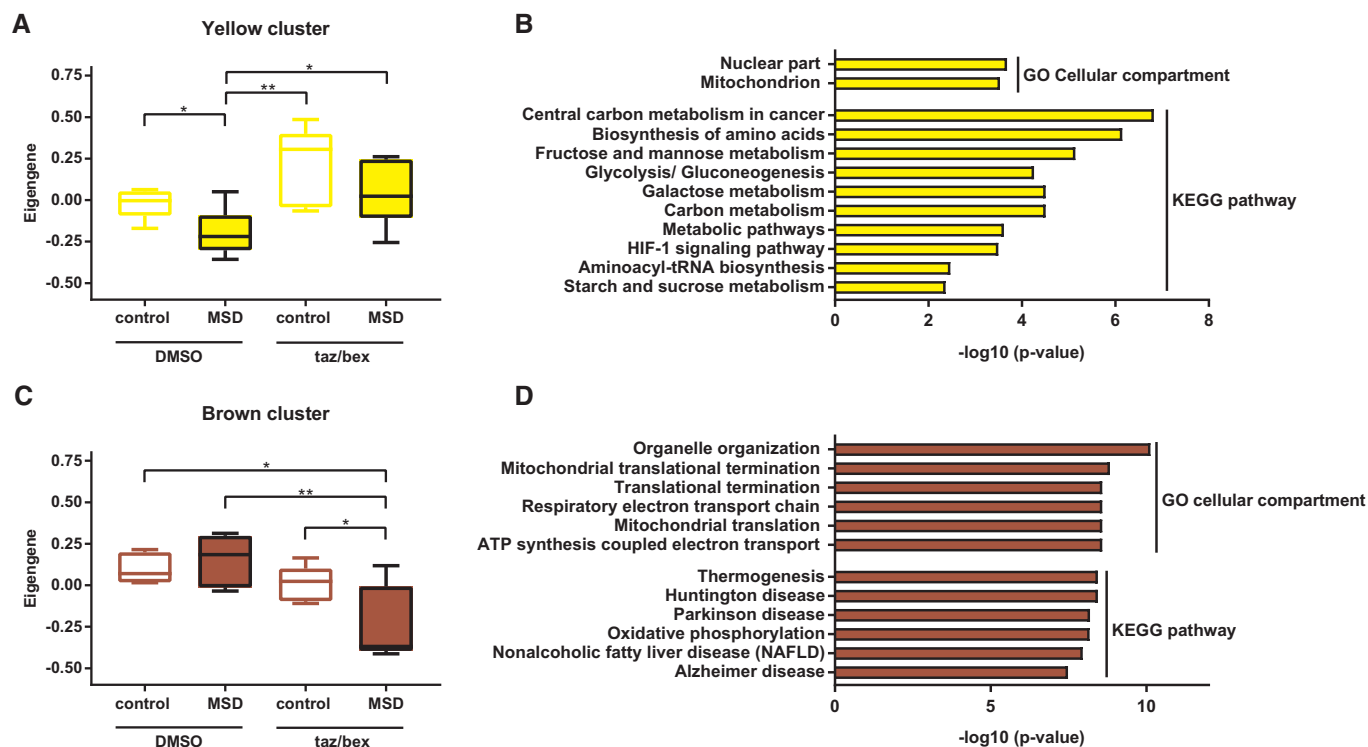 A
Yellow cluster
Eigengene
0.75
0.50
0.25
0.00
-0.25
-0.50
*
**
*
control
MSD
control
MSD
DMSO
taz/bex
B
Nuclear part
Mitochondrion
GO Cellular compartment
Central carbon metabolism in cancer
Biosynthesis of amino acids
Fructose and mannose metabolism
Glycolysis/ Gluconeogenesis
Galactose metabolism
Carbon metabolism
Metabolic pathways
HIF-1 signaling pathway
Aminoacyl-tRNA biosynthesis
Starch and sucrose metabolism
KEGG pathway
0 2 4 6 8
-log10 (p-value)
C
Brown cluster
Eigengene
0.75
0.50
0.25
0.00
-0.25
-0.50
*
**
*
control
MSD
control
MSD
DMSO
taz/bex
D
Organelle organization
Mitochondrial translational termination
Translational termination
Respiratory electron transport chain
Mitochondrial translation
ATP synthesis coupled electron transport
GO cellular compartment
Thermogenesis
Huntington disease
Parkinson disease
Oxidative phosphorylation
Nonalcoholic fatty liver disease (NAFLD)
Alzheimer disease
KEGG pathway
0 5 10
-log10 (p-value)